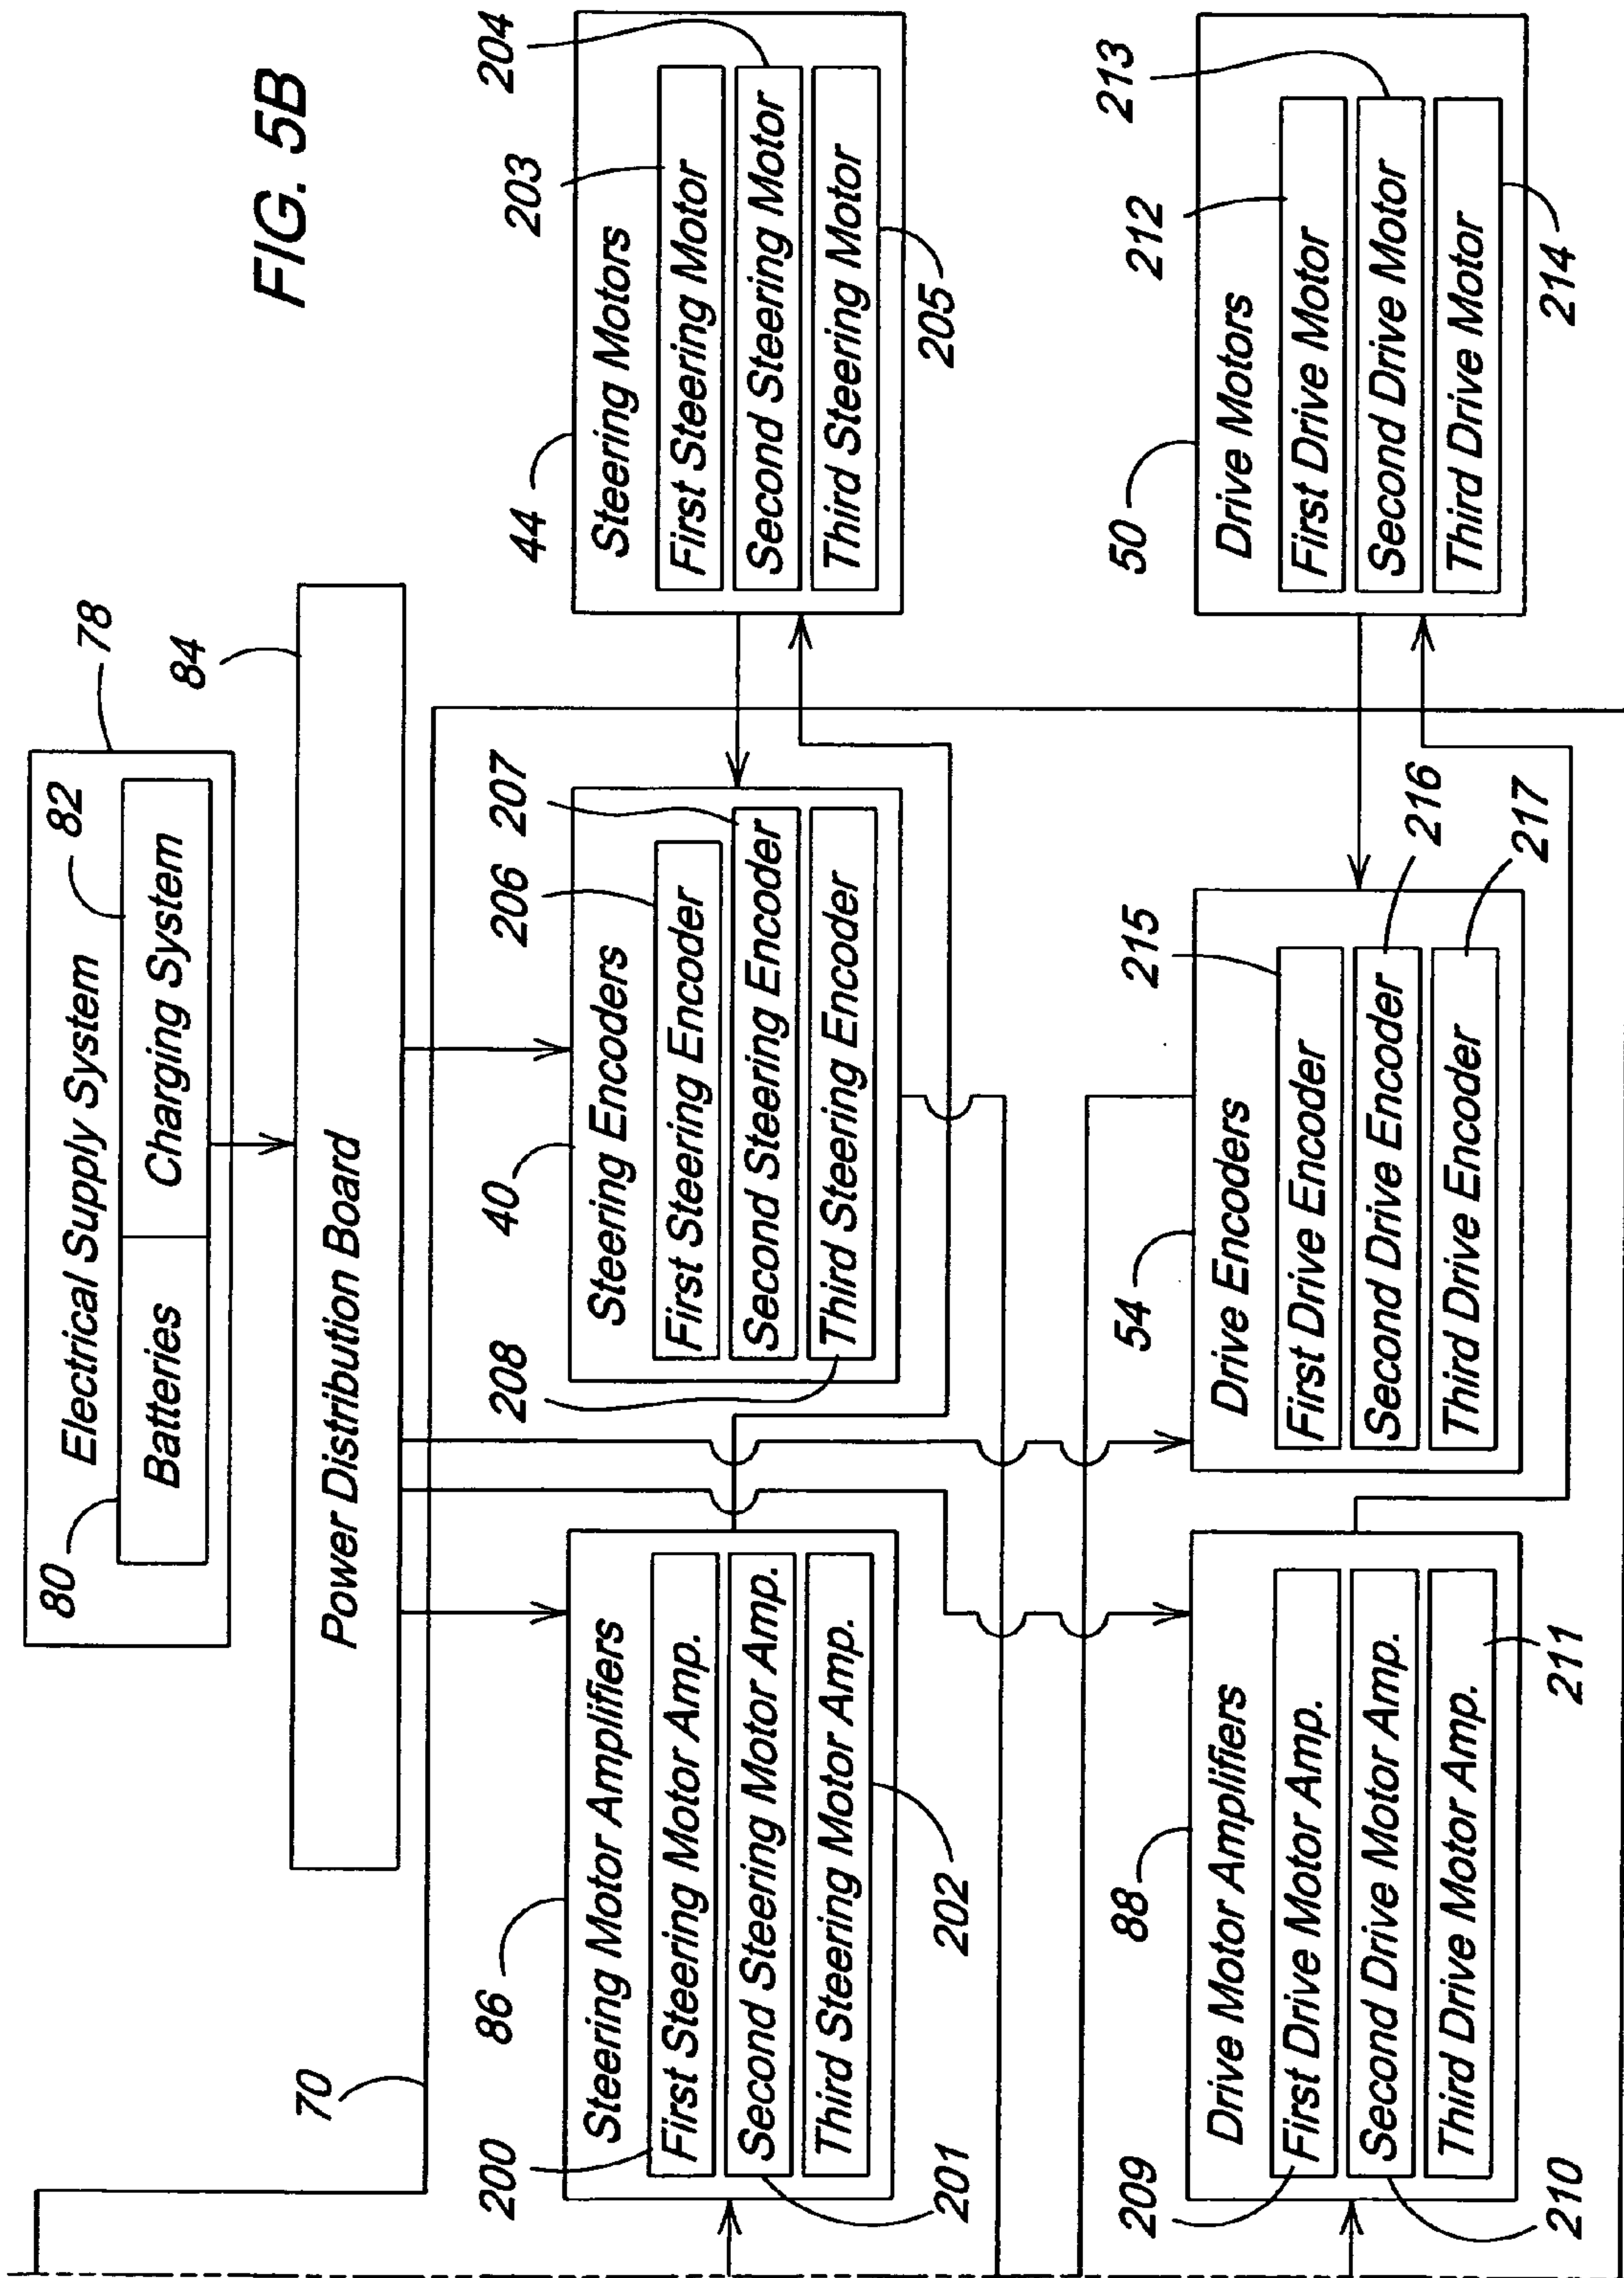 FIG. 5B
Electrical Supply System
78
80
82
Batteries
Charging System
84
Power Distribution Board
70
86
Steering Motor Amplifiers
200
First Steering Motor Amp.
Second Steering Motor Amp.
201
Third Steering Motor Amp.
202
40
Steering Encoders
206
First Steering Encoder
207
Second Steering Encoder
208
Third Steering Encoder
44
Steering Motors
203
First Steering Motor
204
Second Steering Motor
Third Steering Motor
205
88
Drive Motor Amplifiers
209
First Drive Motor Amp.
Second Drive Motor Amp.
210
Third Drive Motor Amp.
211
54
Drive Encoders
215
First Drive Encoder
Second Drive Encoder
216
Third Drive Encoder
217
50
Drive Motors
212
First Drive Motor
213
Second Drive Motor
Third Drive Motor
214